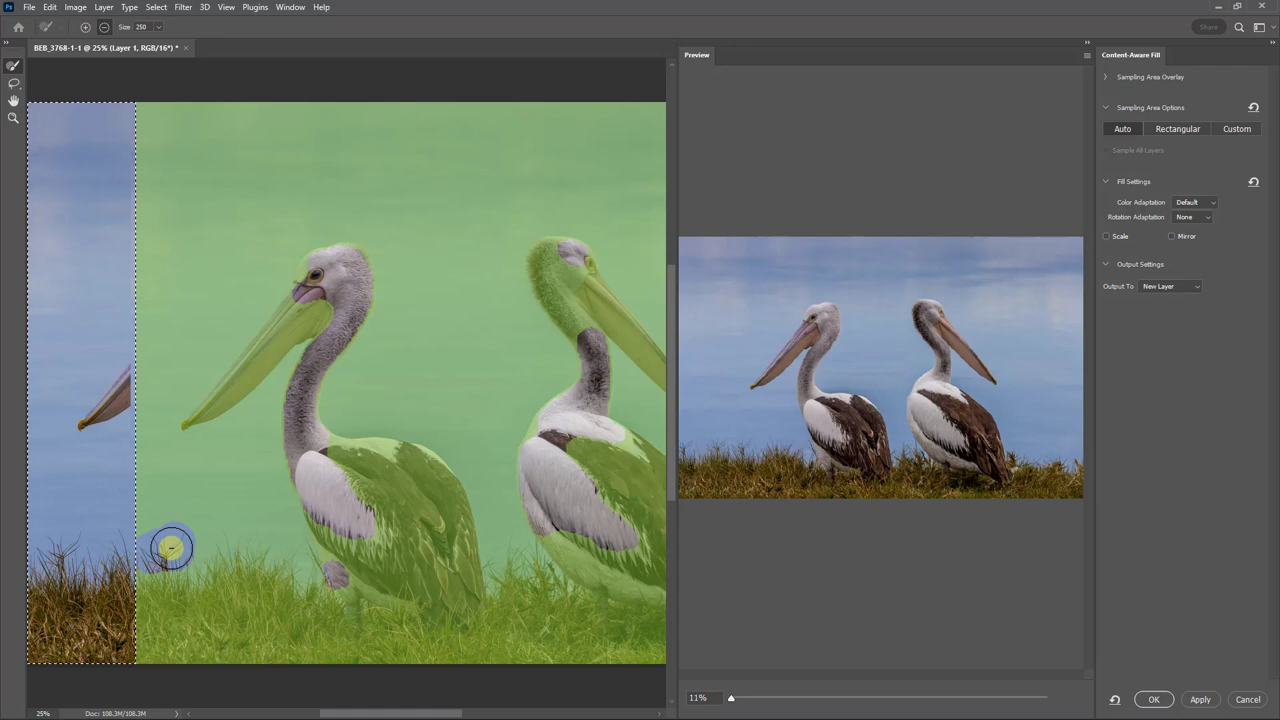 Ps File Edit Image Layer Type Select Filter 3D View Plugins Window Help
Size 250 Share
BEB_3768-1-1 @ 25% (Layer 1, RGB/16*) * ×
Preview
Content-Aware Fill
Sampling Area Overlay
Sampling Area Options
Auto Rectangular Custom
Sample All Layers
Fill Settings
Color Adaptation Default
Rotation Adaptation None
Scale Mirror
Output Settings
Output To New Layer
11%
OK Apply Cancel
25% Doc: 108.3M/108.3M